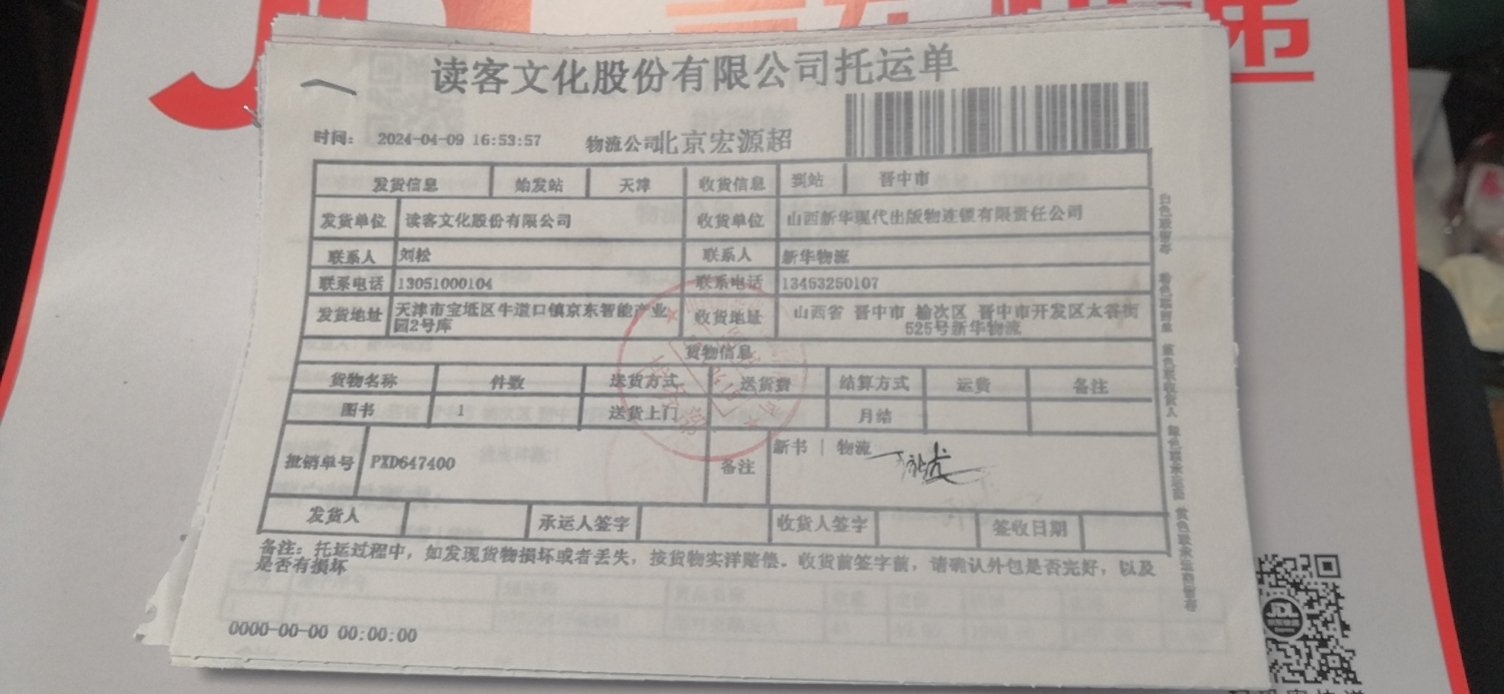 读客文化股份有限公司托运单
时间： 2024-04-09 16:53:57 物流公司北京宏源超
发货信息 始发站 天津 收货信息 到站 晋中市
发货单位 读客文化股份有限公司 收货单位 山西新华现代出版物连锁有限责任公司
联系人 刘松 联系人 新华物流
联系电话 13051000104 联系电话 13453250107
发货地址 天津市宝坻区牛道口镇京东智能产业园2号库 收货地址 山西省 晋中市 榆次区 晋中市开发区太谷街525号新华物流
货物信息
货物名称 件数 送货方式 送货费 结算方式 运费 备注
图书 1 送货上门 月结
批销单号 PXD647400 备注 新书 | 物流
发货人 承运人签字 收货人签字 签收日期
备注：托运过程中，如发现货物损坏或者丢失，按货物实洋赔偿。收货前签字前，请确认外包是否完好，以及
是否有损坏
0000-00-00 00:00:00